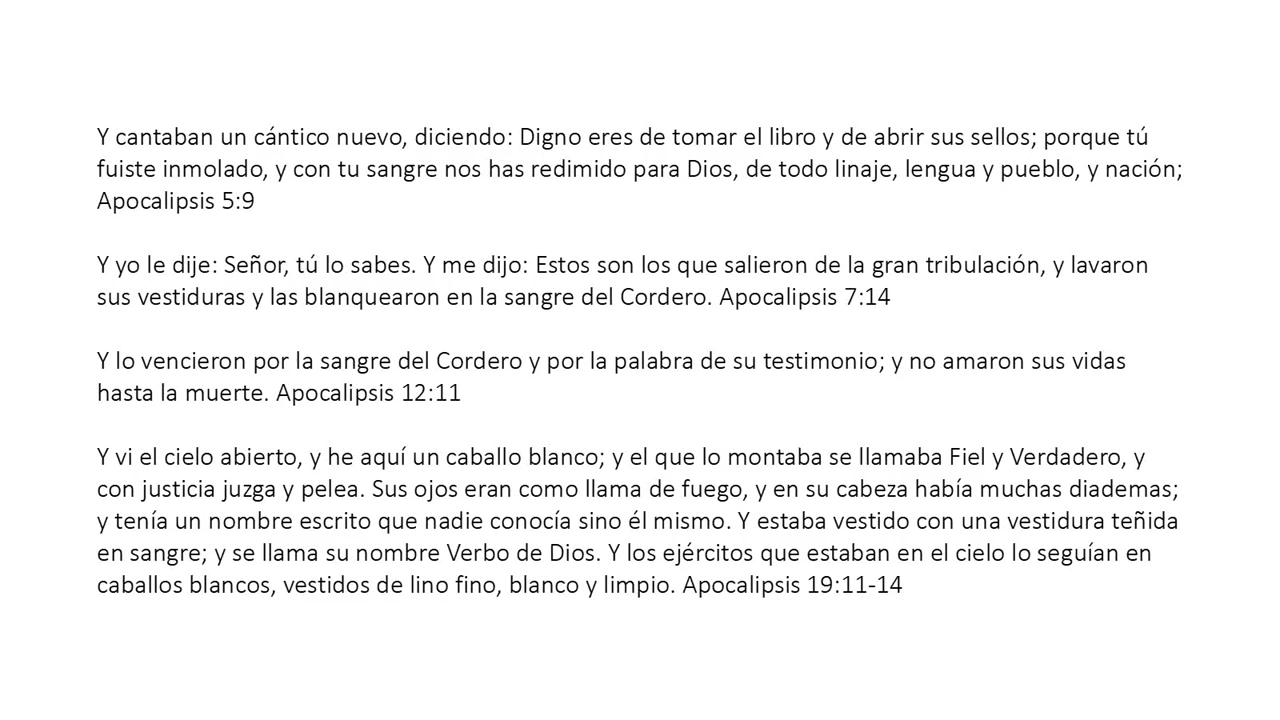 Y cantaban un cántico nuevo, diciendo: Digno eres de tomar el libro y de abrir sus sellos; porque tú
fuiste inmolado, y con tu sangre nos has redimido para Dios, de todo linaje, lengua y pueblo, y nación;
Apocalipsis 5:9
Y yo le dije: Señor, tú lo sabes. Y me dijo: Estos son los que salieron de la gran tribulación, y lavaron
sus vestiduras y las blanquearon en la sangre del Cordero. Apocalipsis 7:14
Y lo vencieron por la sangre del Cordero y por la palabra de su testimonio; y no amaron sus vidas
hasta la muerte. Apocalipsis 12:11
Y vi el cielo abierto, y he aquí un caballo blanco; y el que lo montaba se llamaba Fiel y Verdadero, y
con justicia juzga y pelea. Sus ojos eran como llama de fuego, y en su cabeza había muchas diademas;
y tenía un nombre escrito que nadie conocía sino él mismo. Y estaba vestido con una vestidura teñida
en sangre; y se llama su nombre Verbo de Dios. Y los ejércitos que estaban en el cielo lo seguían en
caballos blancos, vestidos de lino fino, blanco y limpio. Apocalipsis 19:11-14